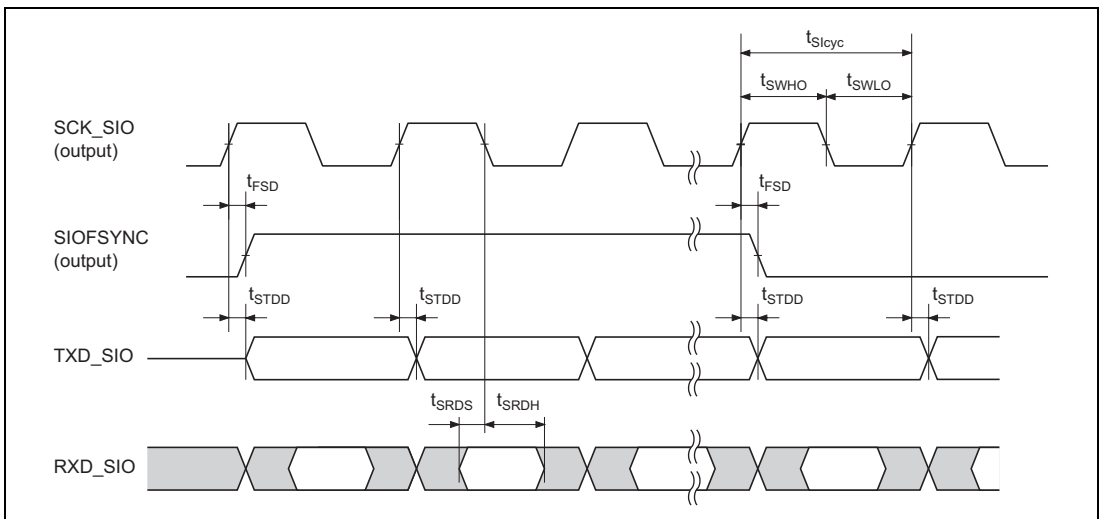 tSIcyc
tSWHO tSWLO
SCK_SIO
(output)
tFSD tFSD
SIOFSYNC
(output)
tSTDD tSTDD tSTDD tSTDD
TXD_SIO
tSRDS tSRDH
RXD_SIO